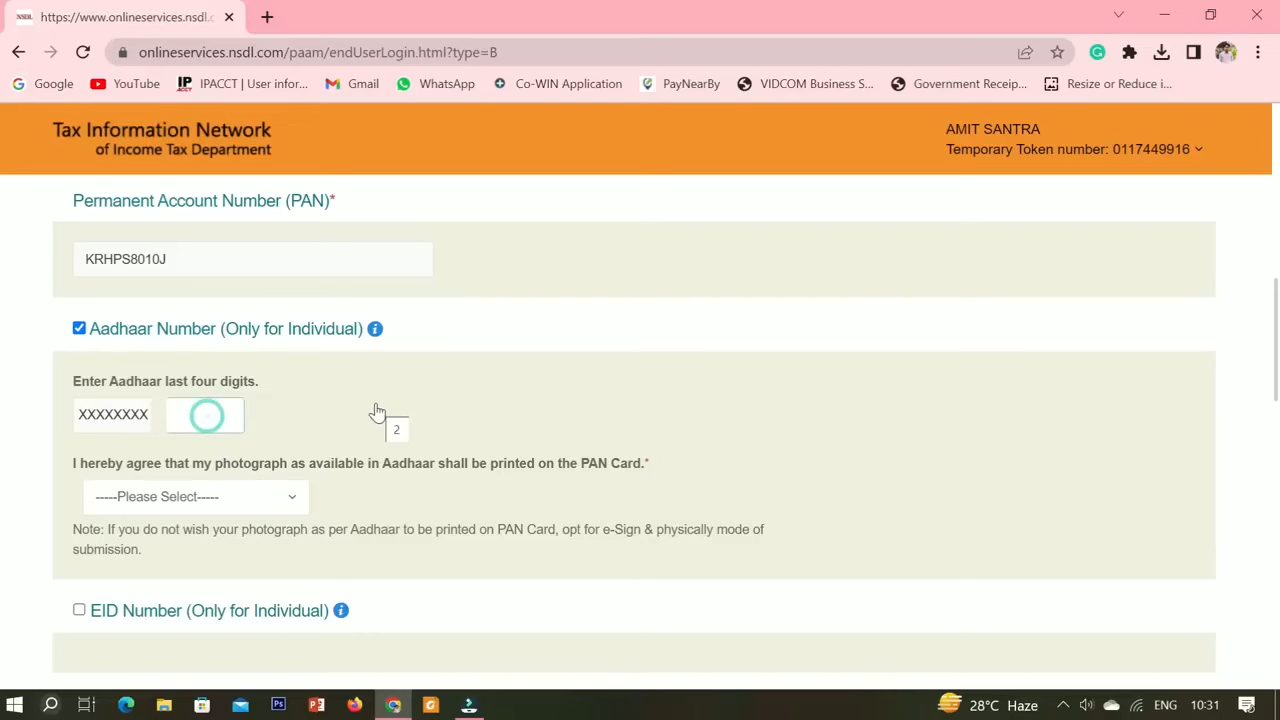 https://www.onlineservices.nsdl.c
onlineservices.nsdl.com/paam/endUserLogin.html?type=B
Google YouTube IPACCT | User infor... Gmail WhatsApp Co-WIN Application PayNearBy VIDCOM Business S... Government Receip... Resize or Reduce i...
Tax Information Network
of Income Tax Department
AMIT SANTRA
Temporary Token number: 0117449916
Permanent Account Number (PAN)*
KRHPS8010J
Aadhaar Number (Only for Individual)
Enter Aadhaar last four digits.
XXXXXXXX
2
I hereby agree that my photograph as available in Aadhaar shall be printed on the PAN Card.*
-----Please Select-----
Note: If you do not wish your photograph as per Aadhaar to be printed on PAN Card, opt for e-Sign & physically mode of
submission.
EID Number (Only for Individual)
28°C Haze ENG 10:31